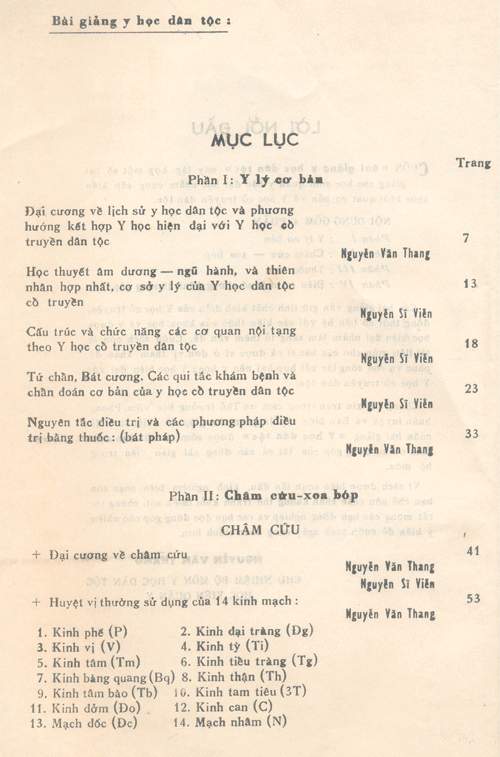 Bài giảng y học dân tộc :
MỤC LỤC
Trang
Phần I: Y lý cơ bản
Đại cương về lịch sử y học dân tộc và phương
hướng kết hợp Y học hiện đại với Y học cổ
truyền dân tộc 7
Nguyễn Văn Thang
Học thuyết âm dương — ngũ hành, và thiên
nhân hợp nhất, cơ sở y lý của Y học dân tộc 13
cổ truyền
Nguyễn Sĩ Viên
Cấu trúc và chức năng các cơ quan nội tạng
theo Y học cổ truyền dân tộc 18
Nguyễn Sĩ Viên
Tứ chẩn, Bát cương. Các qui tắc khám bệnh và
chẩn đoán cơ bản của y học cổ truyền dân tộc 23
Nguyễn Sĩ Viên
Nguyên tắc điều trị và các phương pháp điều
trị bằng thuốc: (bát pháp) 33
Nguyễn Văn Thang
Phần II: Châm cứu-xoa bóp
CHÂM CỨU
+ Đại cương về châm cứu 41
Nguyễn Văn Thang
Nguyễn Sĩ Viên
+ Huyệt vị thường sử dụng của 14 kinh mạch : 53
Nguyễn Văn Thang
1. Kinh phế (P) 2. Kinh đại tràng (Đg)
3. Kinh vị (V) 4. Kinh tỳ (Ti)
5. Kinh tâm (Tm) 6. Kinh tiểu tràng (Tg)
7. Kinh bàng quang (Bq) 8. Kinh thận (Th)
9. Kinh tâm bào (Tb) 10. Kinh tam tiêu (3T)
11. Kinh đởm (Đo) 12. Kinh can (C)
13. Mạch đốc (Đc) 14. Mạch nhâm (N)